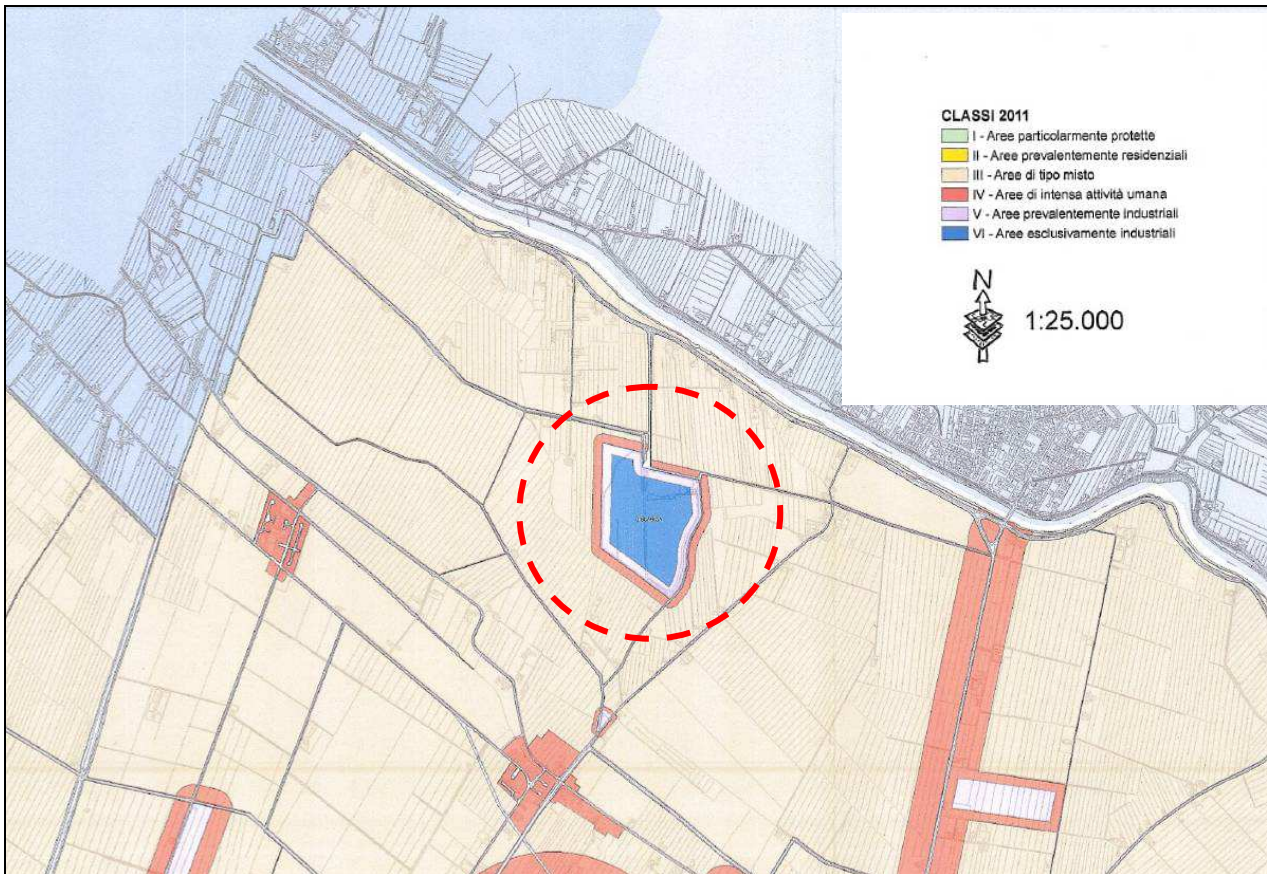 CLASSI 2011
I - Aree particolarmente protette
II - Aree prevalentemente residenziali
III - Aree di tipo misto
IV - Aree di intensa attività umana
V - Aree prevalentemente industriali
VI - Aree esclusivamente industriali
N
1:25.000